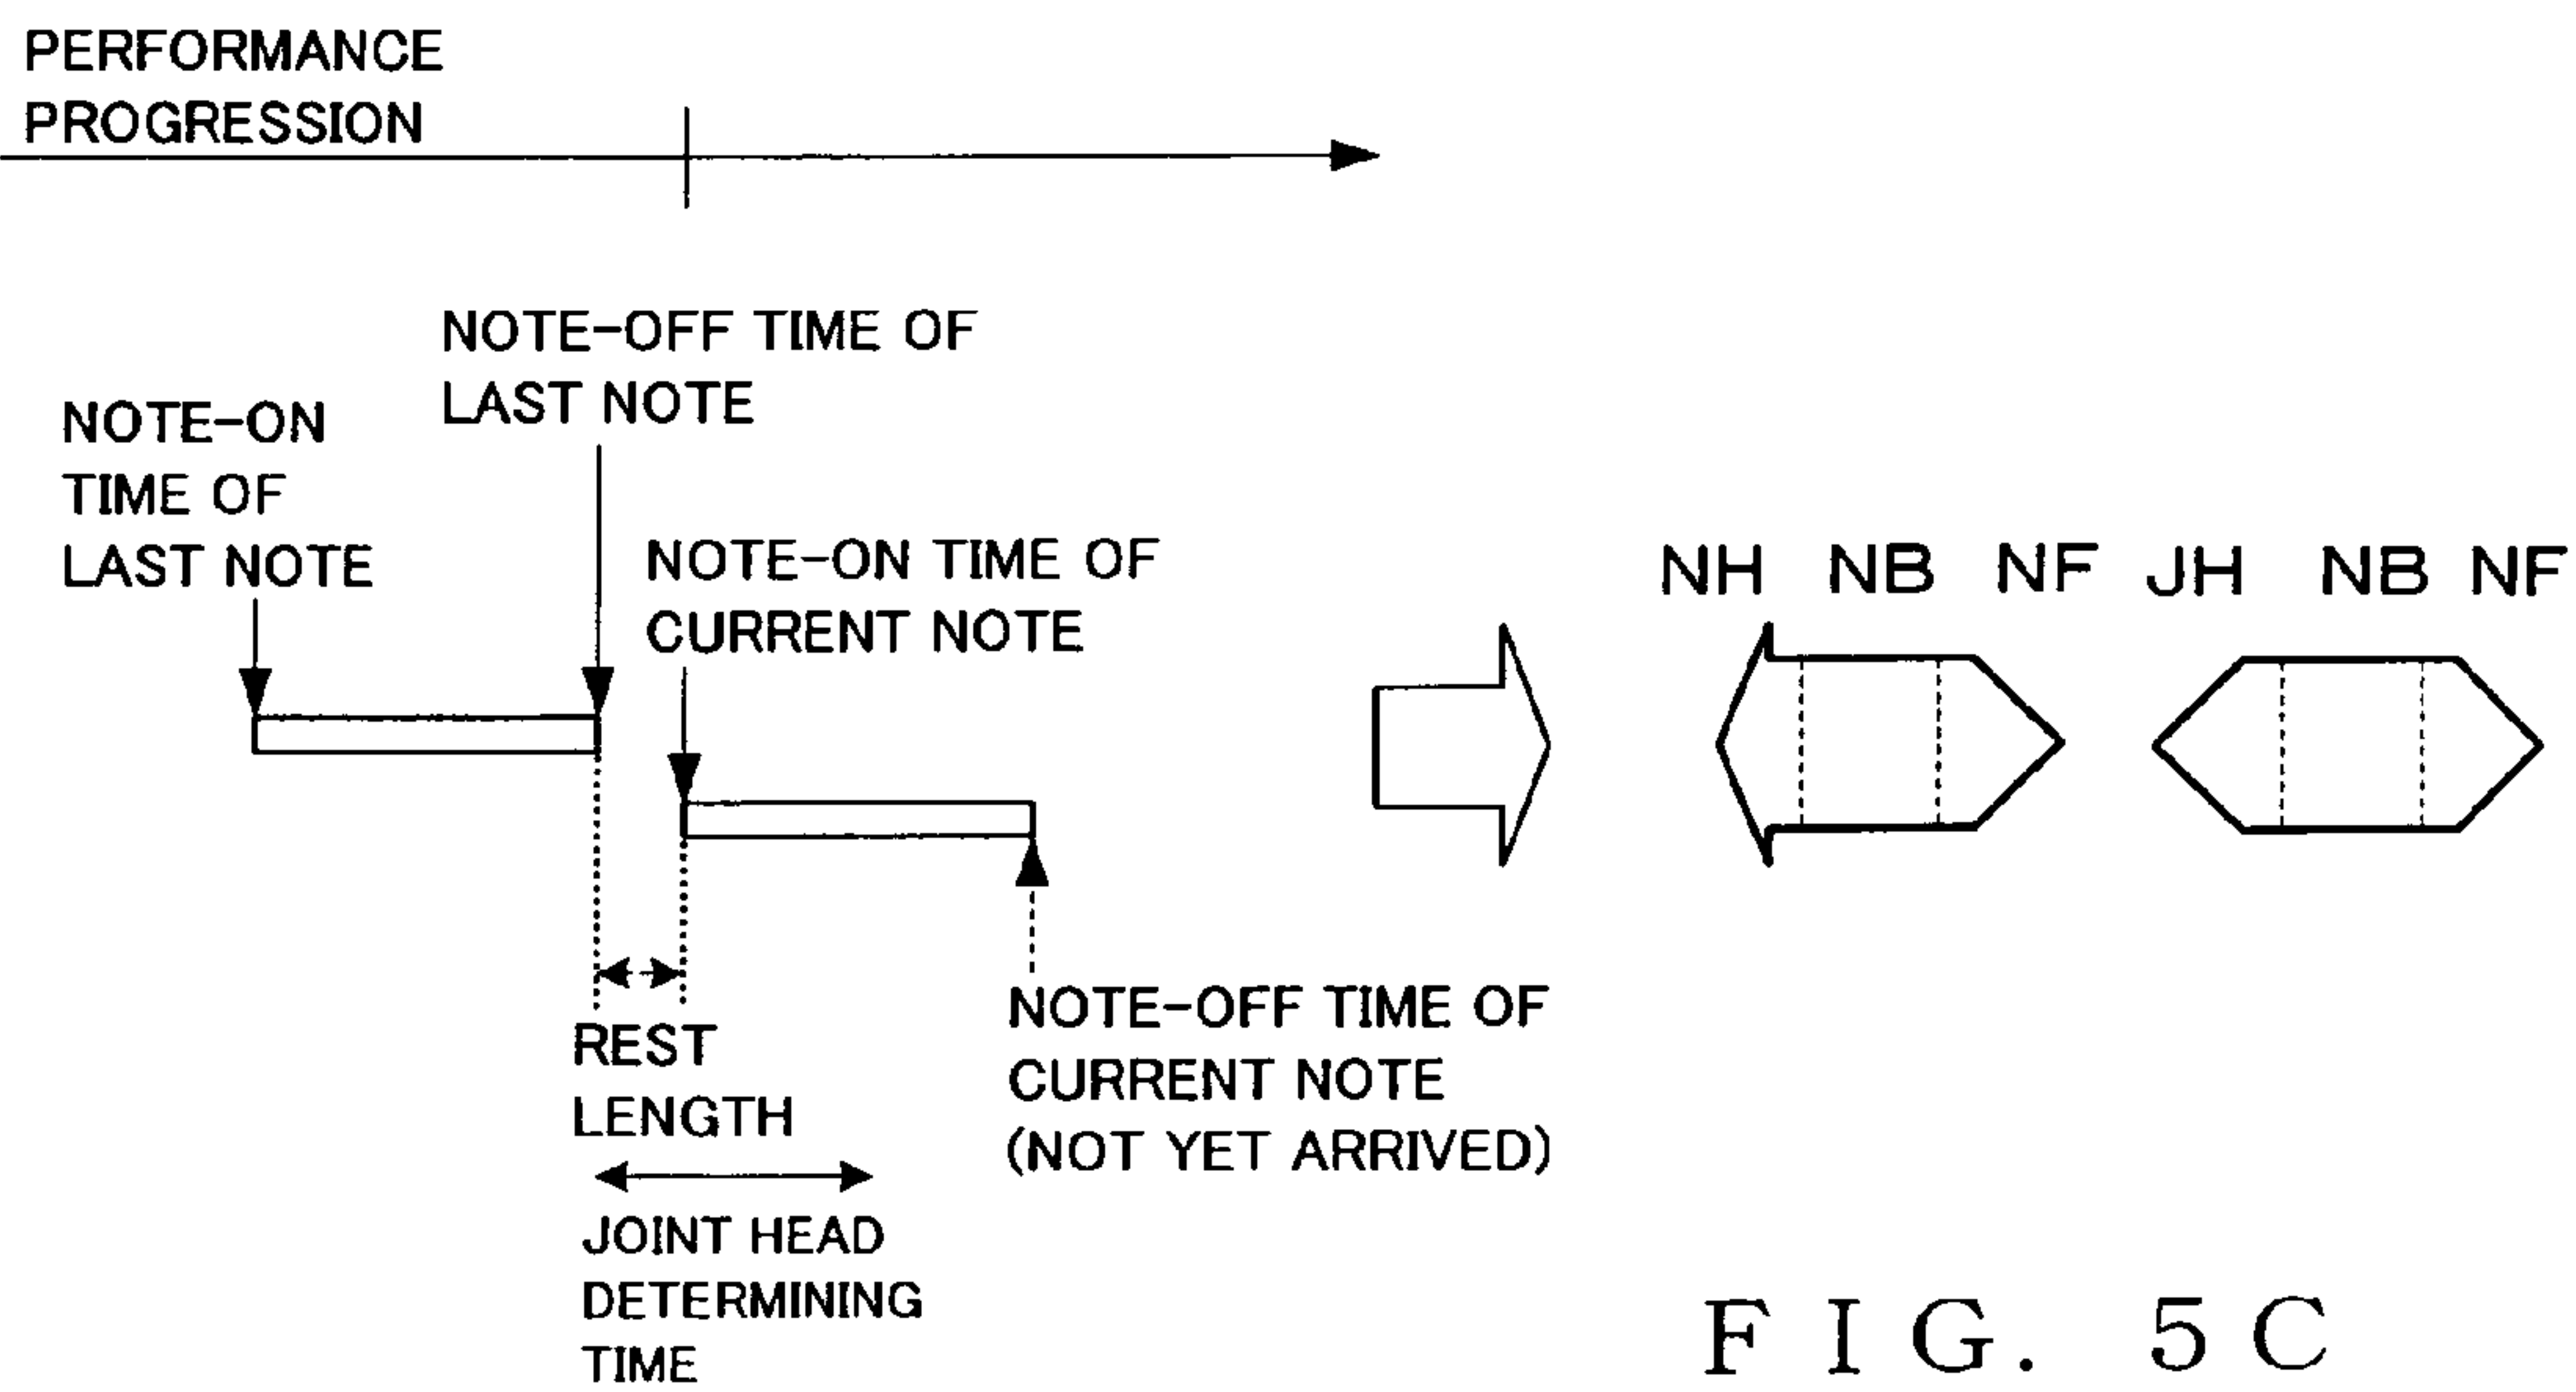 PERFORMANCE
PROGRESSION
NOTE-OFF TIME OF
LAST NOTE
NOTE-ON
TIME OF
LAST NOTE
NOTE-ON TIME OF
CURRENT NOTE
NH NB NF JH NB NF
REST
LENGTH
NOTE-OFF TIME OF
CURRENT NOTE
(NOT YET ARRIVED)
JOINT HEAD
DETERMINING
TIME
FIG. 5C